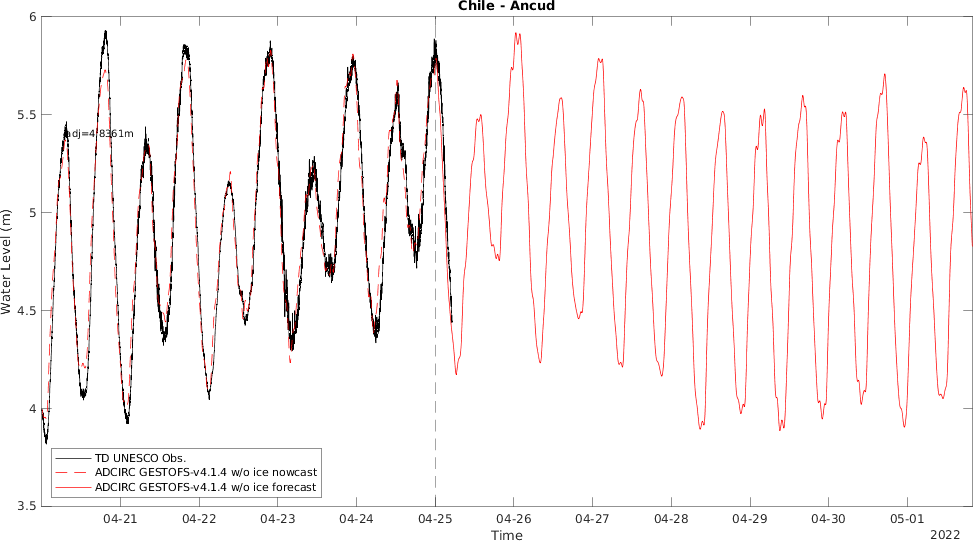 Chile - Ancud
6
5.5
5
4.5
4
3.5
Water Level (m)
adj=4.8361m
TD UNESCO Obs.
ADCIRC GESTOFS-v4.1.4 w/o ice nowcast
ADCIRC GESTOFS-v4.1.4 w/o ice forecast
04-21 04-22 04-23 04-24 04-25 04-26 04-27 04-28 04-29 04-30 05-01
Time
2022